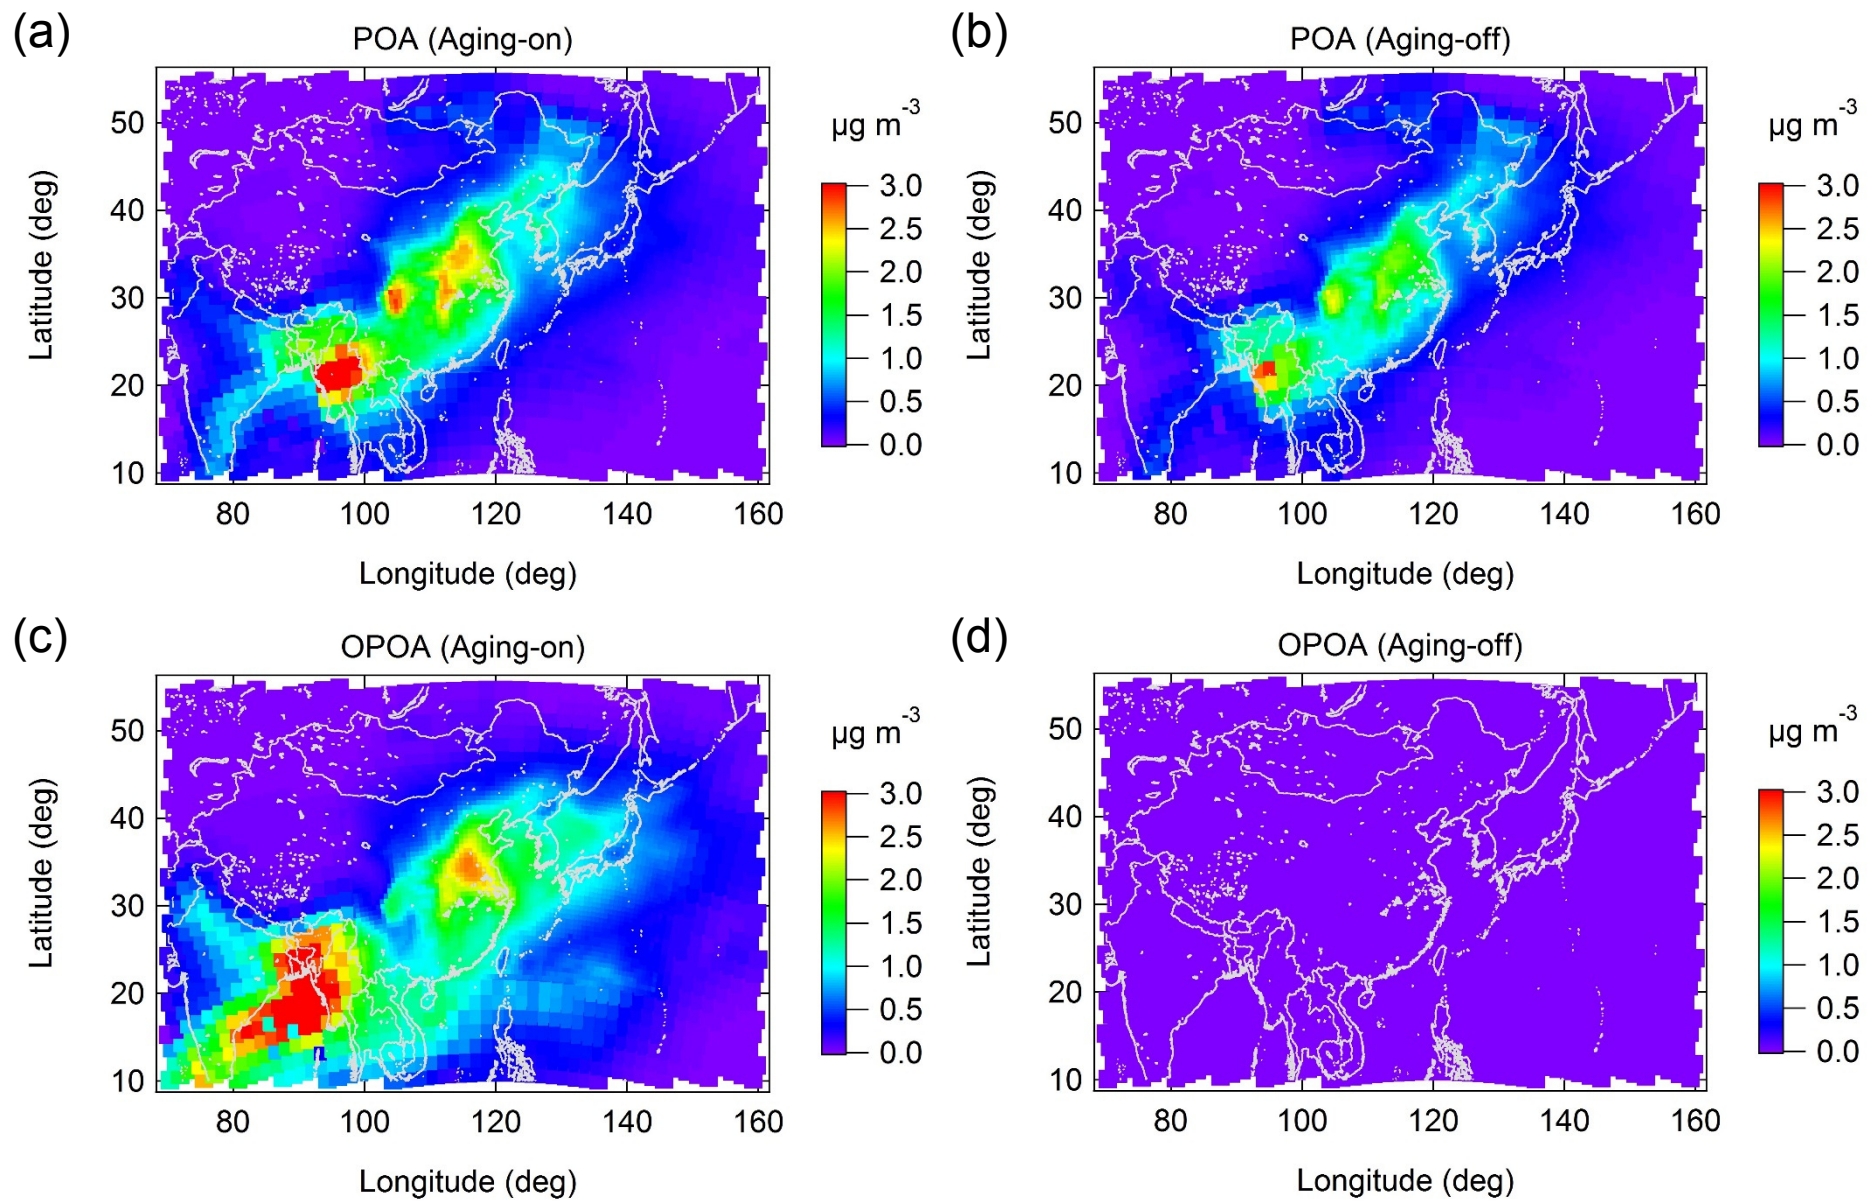 (a)
POA (Aging-on)
µg m-3
Latitude (deg)
50
40
30
20
10
3.0
2.5
2.0
1.5
1.0
0.5
0.0
80 100 120 140 160
Longitude (deg)
(b)
POA (Aging-off)
µg m-3
Latitude (deg)
50
40
30
20
10
3.0
2.5
2.0
1.5
1.0
0.5
0.0
80 100 120 140 160
Longitude (deg)
(c)
OPOA (Aging-on)
µg m-3
Latitude (deg)
50
40
30
20
10
3.0
2.5
2.0
1.5
1.0
0.5
0.0
80 100 120 140 160
Longitude (deg)
(d)
OPOA (Aging-off)
µg m-3
Latitude (deg)
50
40
30
20
10
3.0
2.5
2.0
1.5
1.0
0.5
0.0
80 100 120 140 160
Longitude (deg)